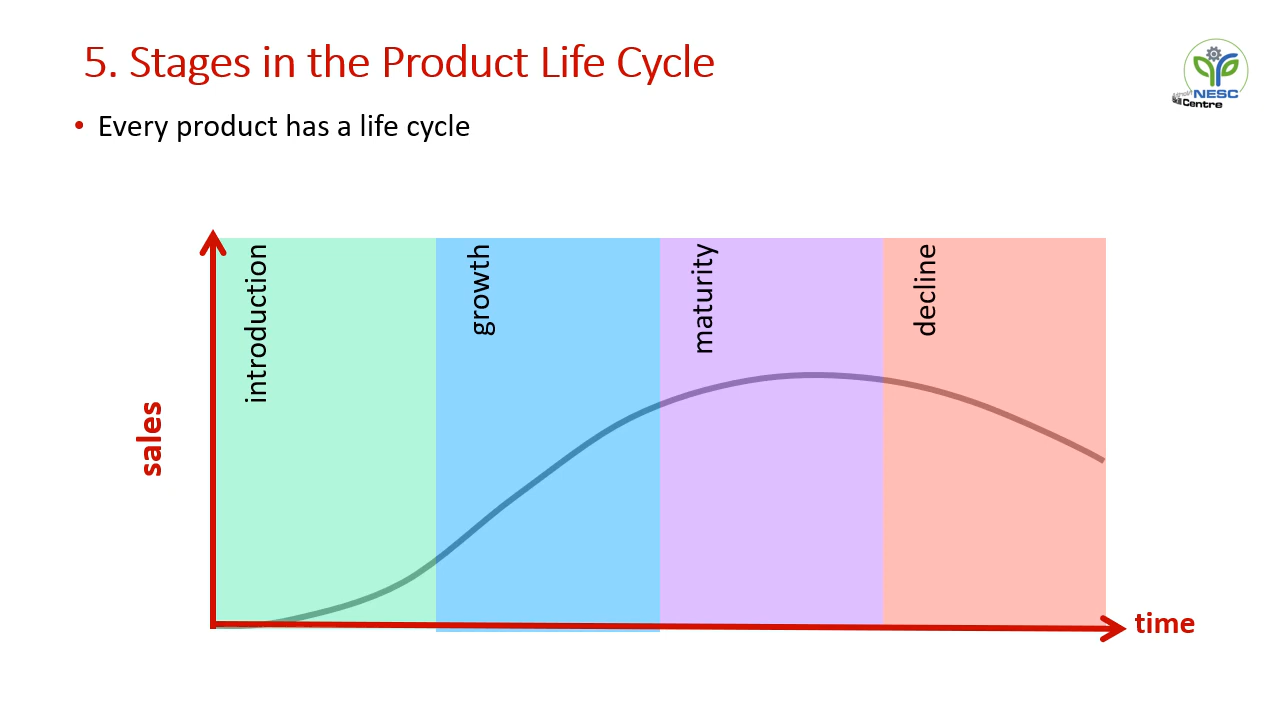 5. Stages in the Product Life Cycle
• Every product has a life cycle
NESC
Centre
introduction
growth
maturity
decline
sales
time